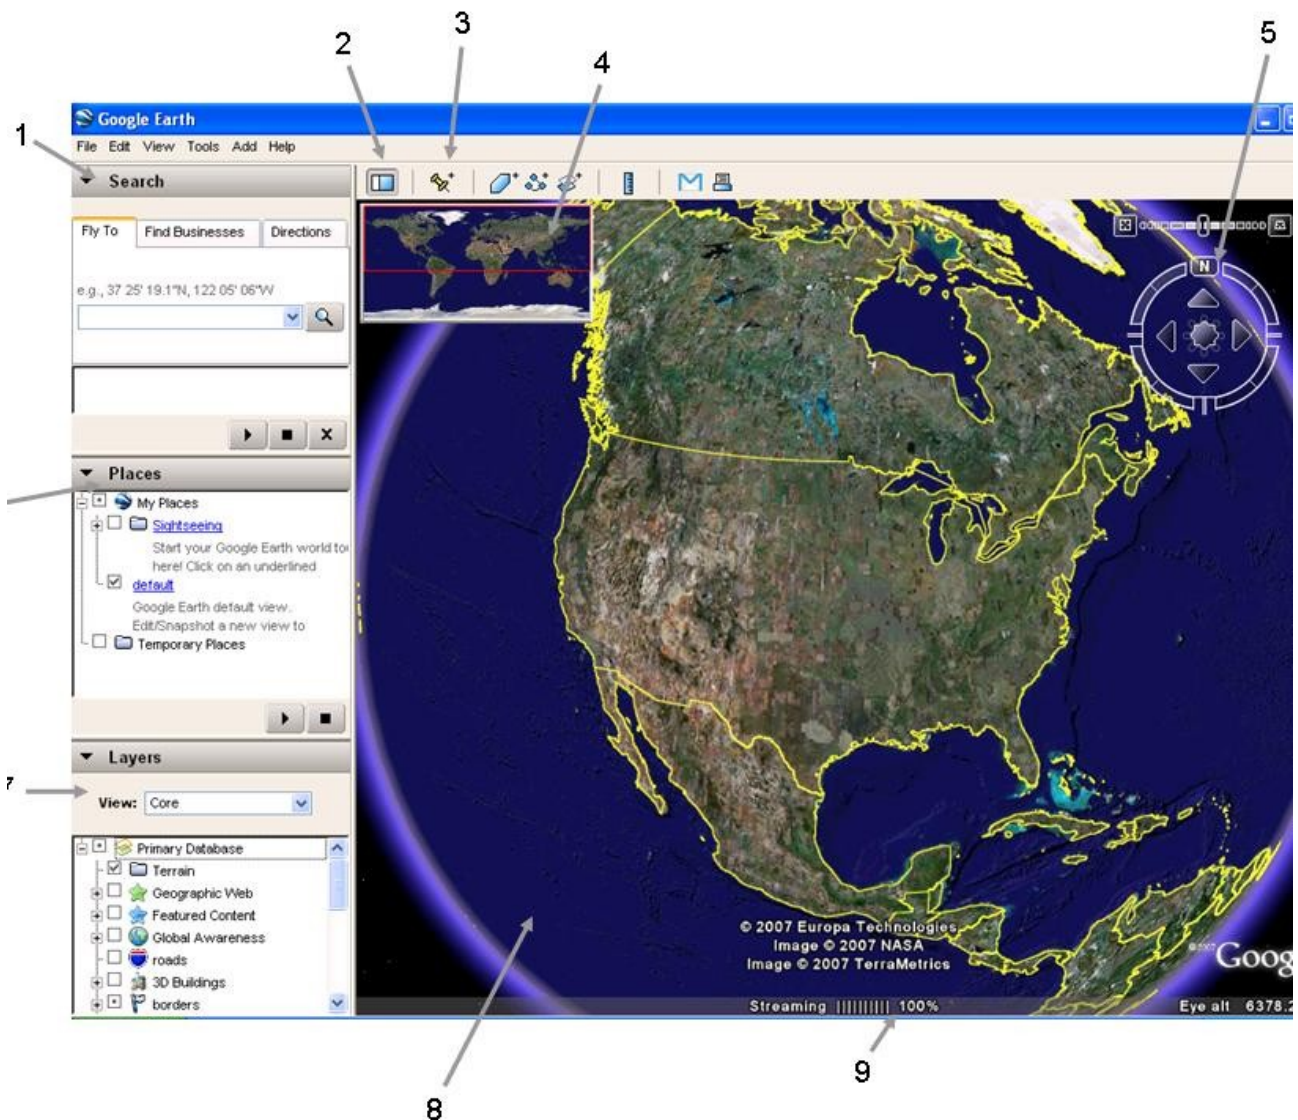 2
3
4
5
1
Google Earth
File Edit View Tools Add Help
Search
Fly To Find Businesses Directions
e.g., 37 25' 19.1"N, 122 05' 06"W
N
Places
My Places
Sightseeing
Start your Google Earth world to
here! Click on an underlined
default
Google Earth default view.
Edit/Snapshot a new view to
Temporary Places
Layers
7
View: Core
Primary Database
Terrain
Geographic Web
Featured Content
Global Awareness
roads
3D Buildings
borders
© 2007 Europa Technologies
Image © 2007 NASA
Image © 2007 TerraMetrics
©2007 Goog
Streaming |||||||||| 100%
Eye alt 6378.2
8
9